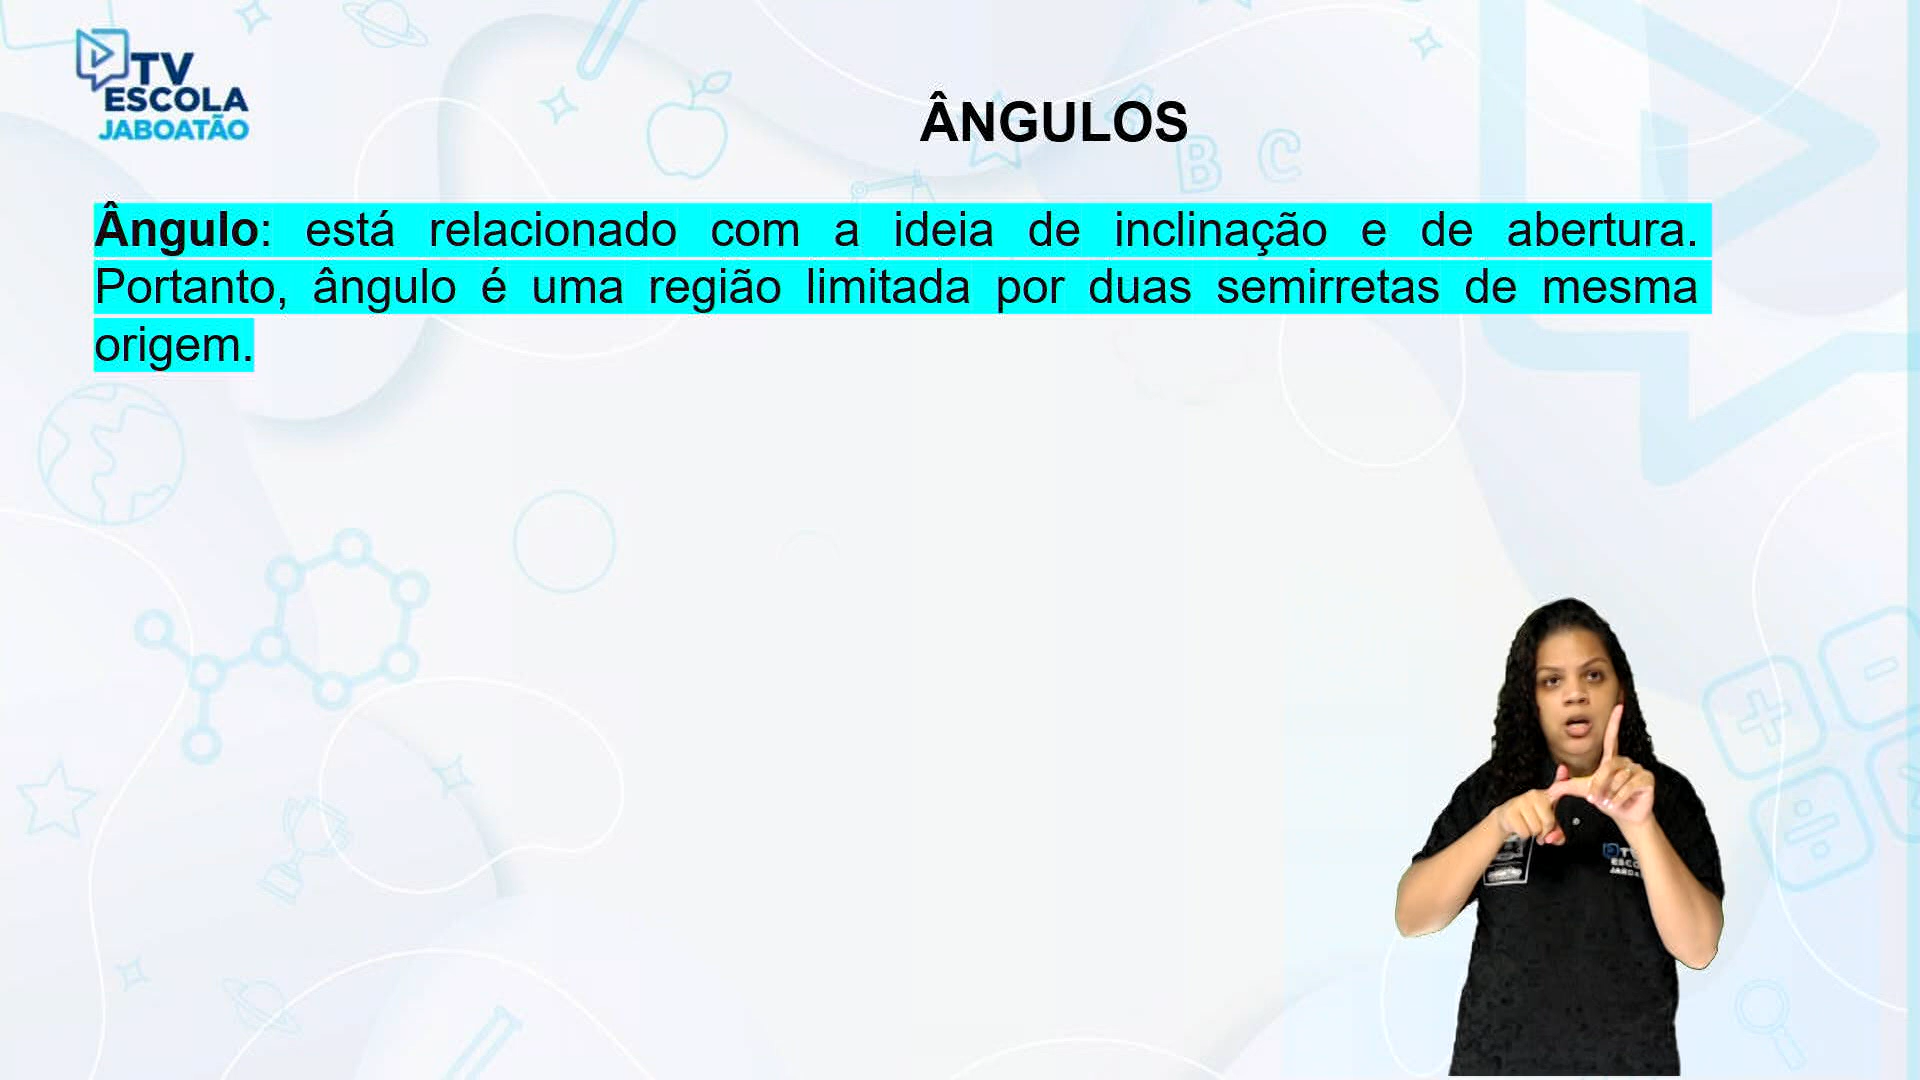 TV
ESCOLA
JABOATÃO
ÂNGULOS
B C
Ângulo: está relacionado com a ideia de inclinação e de abertura.
Portanto, ângulo é uma região limitada por duas semirretas de mesma
origem.